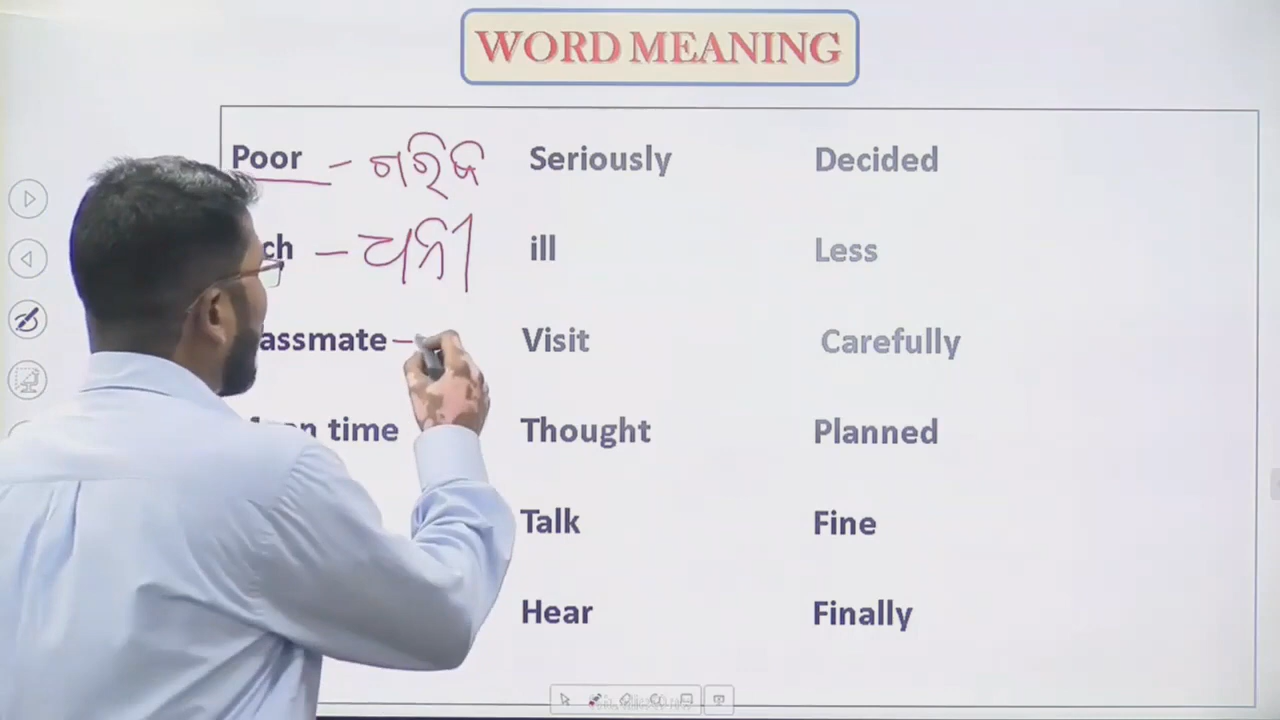 WORD MEANING
Poor – ଗରିବ Seriously Decided
ch – ଧନୀ ill Less
assmate – Visit Carefully
an time Thought Planned
Talk Fine
Hear Finally